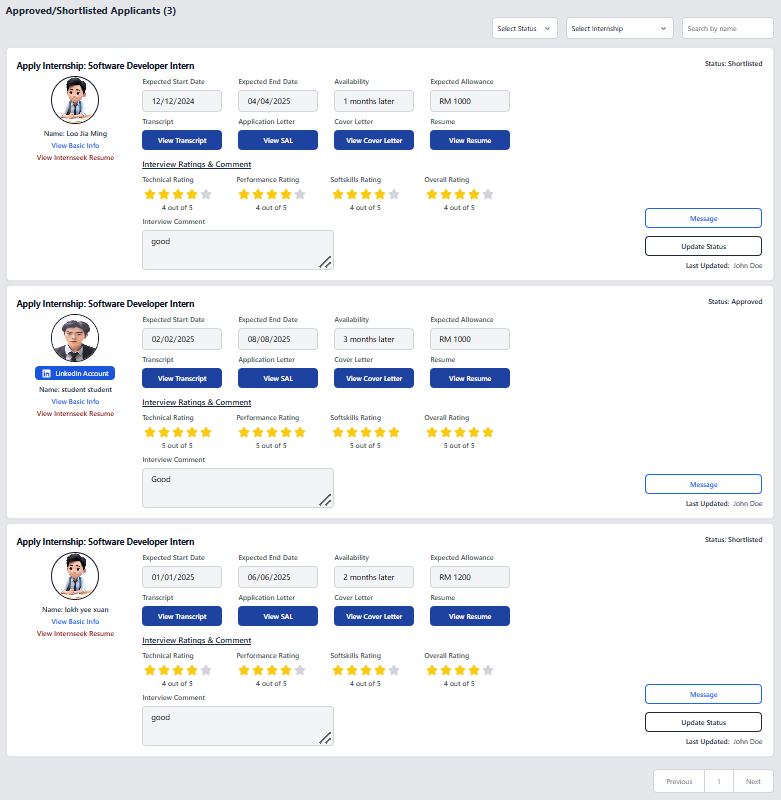 Approved/Shortlisted Applicants (3)
Select Status Select Internship Search by name
Apply Internship: Software Developer Intern
Status: Shortlisted
Expected Start Date Expected End Date Availability Expected Allowance
12/12/2024 04/04/2025 1 months later RM 1000
Transcript Application Letter Cover Letter Resume
Name: Loo Jia Ming
View Transcript View SAL View Cover Letter View Resume
View Basic Info
View Internseek Resume
Interview Ratings & Comment
Technical Rating Performance Rating Softskills Rating Overall Rating
4 out of 5 4 out of 5 4 out of 5 4 out of 5
Interview Comment
good
Message
Update Status
Last Updated: John Doe
Apply Internship: Software Developer Intern
Status: Approved
Expected Start Date Expected End Date Availability Expected Allowance
02/02/2025 08/08/2025 3 months later RM 1000
Transcript Application Letter Cover Letter Resume
in LinkedIn Account
View Transcript View SAL View Cover Letter View Resume
Name: student student
View Basic Info
View Internseek Resume
Interview Ratings & Comment
Technical Rating Performance Rating Softskills Rating Overall Rating
5 out of 5 5 out of 5 5 out of 5 5 out of 5
Interview Comment
Good
Message
Last Updated: John Doe
Apply Internship: Software Developer Intern
Status: Shortlisted
Expected Start Date Expected End Date Availability Expected Allowance
01/01/2025 06/06/2025 2 months later RM 1200
Transcript Application Letter Cover Letter Resume
Name: lokh yee xuan
View Transcript View SAL View Cover Letter View Resume
View Basic Info
View Internseek Resume
Interview Ratings & Comment
Technical Rating Performance Rating Softskills Rating Overall Rating
4 out of 5 4 out of 5 4 out of 5 4 out of 5
Interview Comment
good
Message
Update Status
Last Updated: John Doe
Previous 1 Next